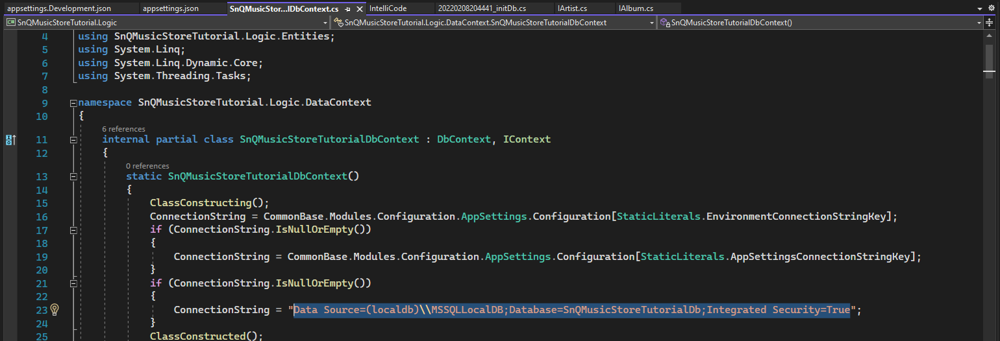 appsettings.Development.json appsettings.json SnQMusicStor...lDbContext.cs IntelliCode 20220208204441_initDb.cs IArtist.cs IAlbum.cs
C# SnQMusicStoreTutorial.Logic SnQMusicStoreTutorial.Logic.DataContext.SnQMusicStoreTutorialDbContext SnQMusicStoreTutorialDbContext()
4 using SnQMusicStoreTutorial.Logic.Entities;
5 using System.Linq;
6 using System.Linq.Dynamic.Core;
7 using System.Threading.Tasks;
8
9 namespace SnQMusicStoreTutorial.Logic.DataContext
10 {
6 references
11 internal partial class SnQMusicStoreTutorialDbContext : DbContext, IContext
12 {
0 references
13 static SnQMusicStoreTutorialDbContext()
14 {
15 ClassConstructing();
16 ConnectionString = CommonBase.Modules.Configuration.AppSettings.Configuration[StaticLiterals.EnvironmentConnectionStringKey];
17 if (ConnectionString.IsNullOrEmpty())
18 {
19 ConnectionString = CommonBase.Modules.Configuration.AppSettings.Configuration[StaticLiterals.AppSettingsConnectionStringKey];
20 }
21 if (ConnectionString.IsNullOrEmpty())
22 {
23 ConnectionString = "Data Source=(localdb)\\MSSQLLocalDB;Database=SnQMusicStoreTutorialDb;Integrated Security=True";
24 }
25 ClassConstructed();